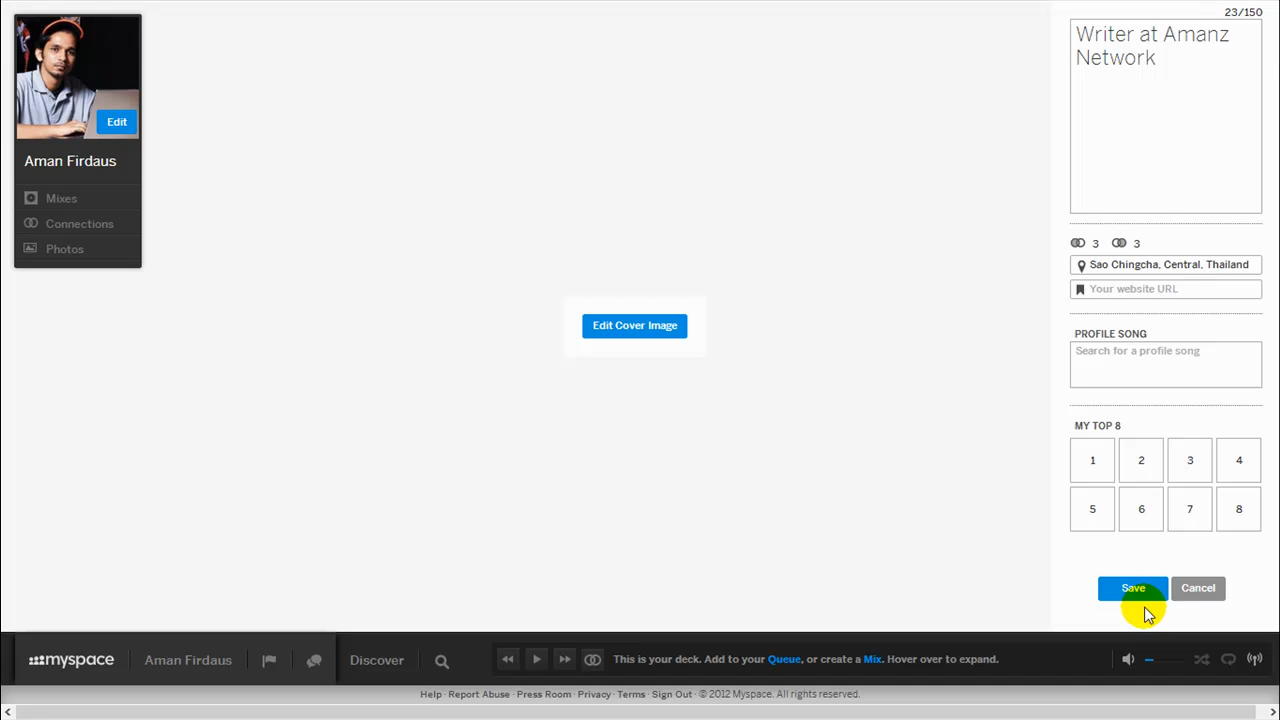 23/150
Writer at Amanz
Network
Edit
Aman Firdaus
Mixes
Connections
Photos
3 3
Sao Chingcha, Central, Thailand
Your website URL
Edit Cover Image
PROFILE SONG
Search for a profile song
MY TOP 8
1 2 3 4
5 6 7 8
Save Cancel
myspace Aman Firdaus Discover This is your deck. Add to your Queue, or create a Mix. Hover over to expand.
Help · Report Abuse · Press Room · Privacy · Terms · Sign Out · © 2012 Myspace. All rights reserved.